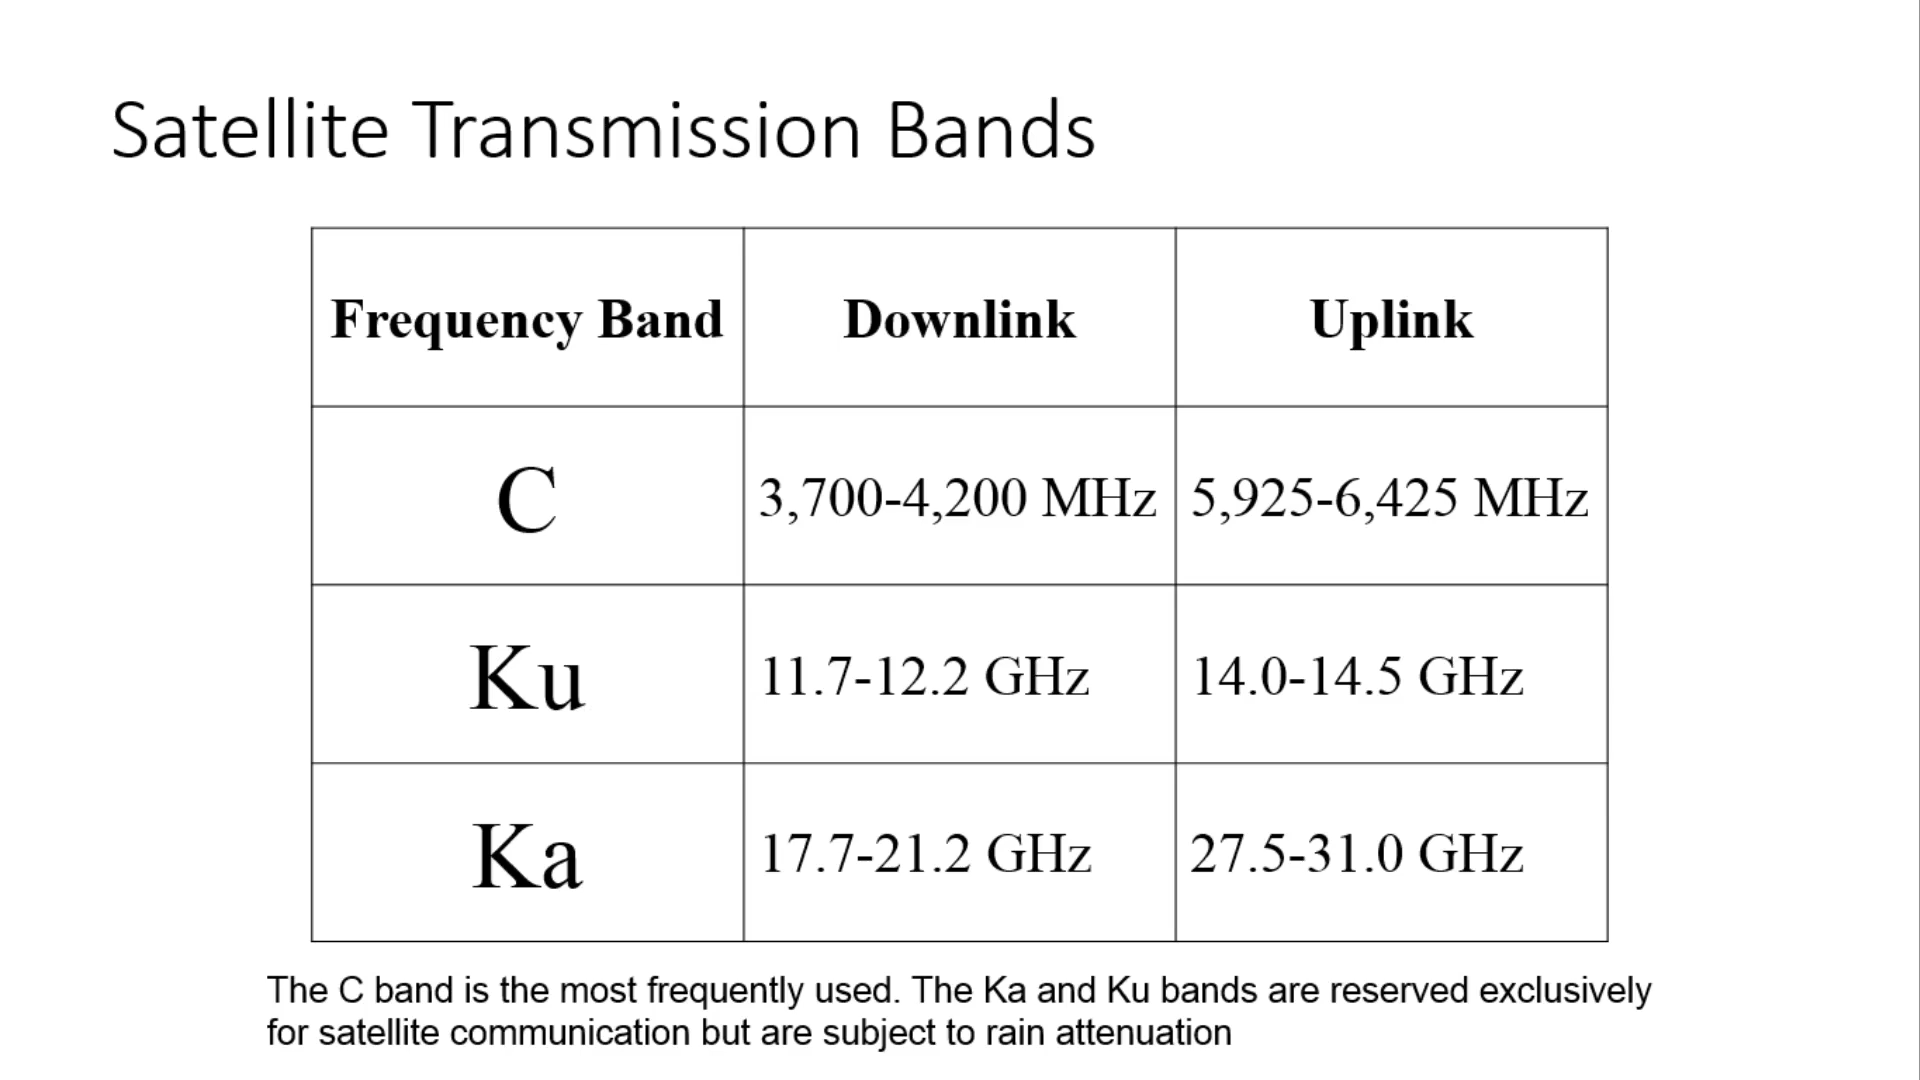 Satellite Transmission Bands
Frequency Band Downlink Uplink
C 3,700-4,200 MHz 5,925-6,425 MHz
Ku 11.7-12.2 GHz 14.0-14.5 GHz
Ka 17.7-21.2 GHz 27.5-31.0 GHz
The C band is the most frequently used. The Ka and Ku bands are reserved exclusively
for satellite communication but are subject to rain attenuation